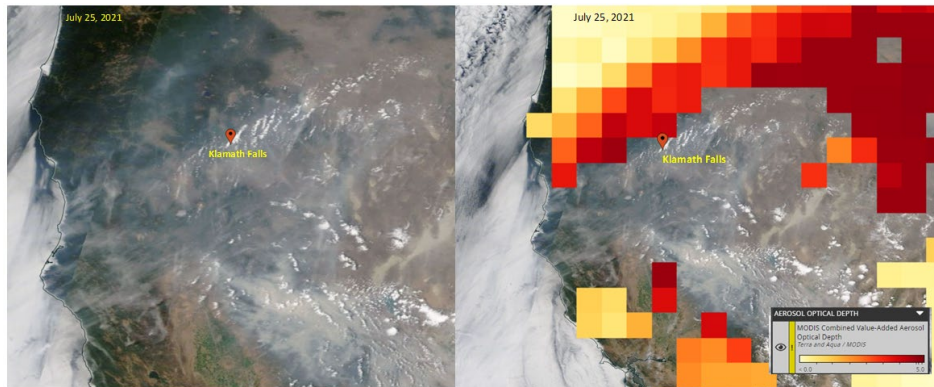 July 25, 2021
Klamath Falls
July 25, 2021
Klamath Falls
AEROSOL OPTICAL DEPTH
MODIS Combined Value-Added Aerosol
Optical Depth
Terra and Aqua / MODIS
< 0.0
5.0